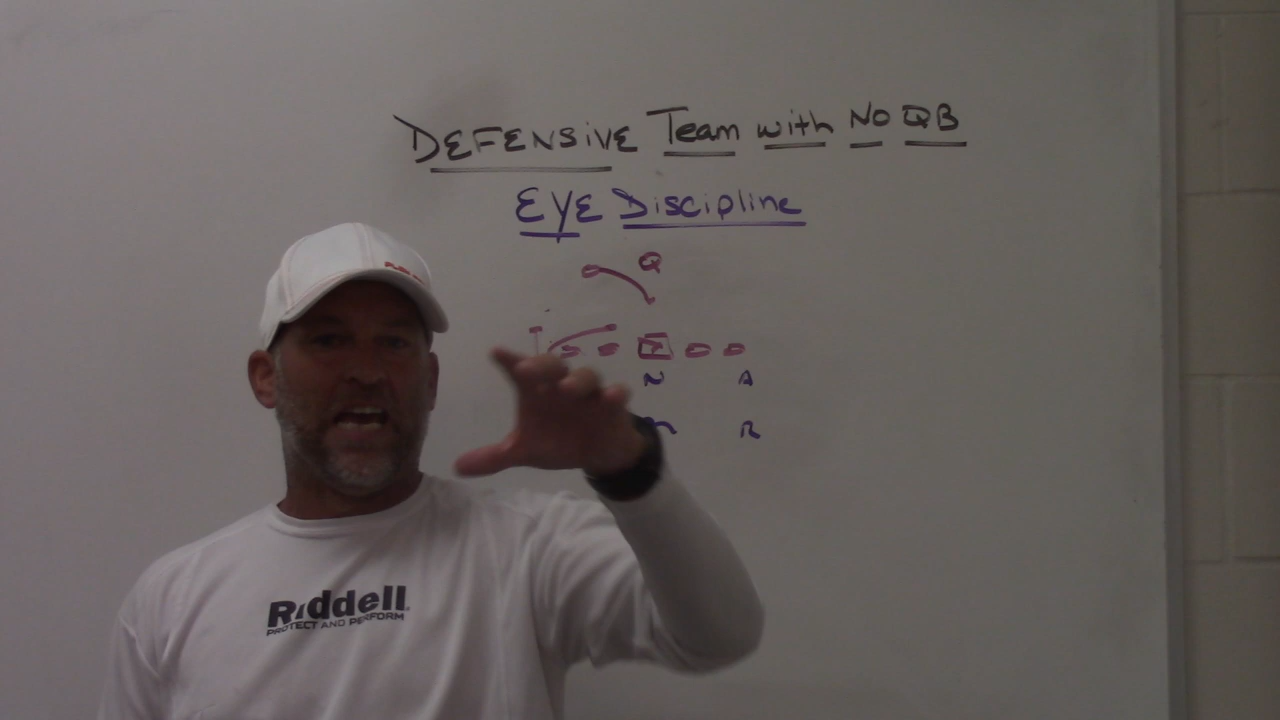 DEFENSIVE Team with No QB
EYE Discipline
Q
N A
m R
Riddell
PROTECT AND PERFORM